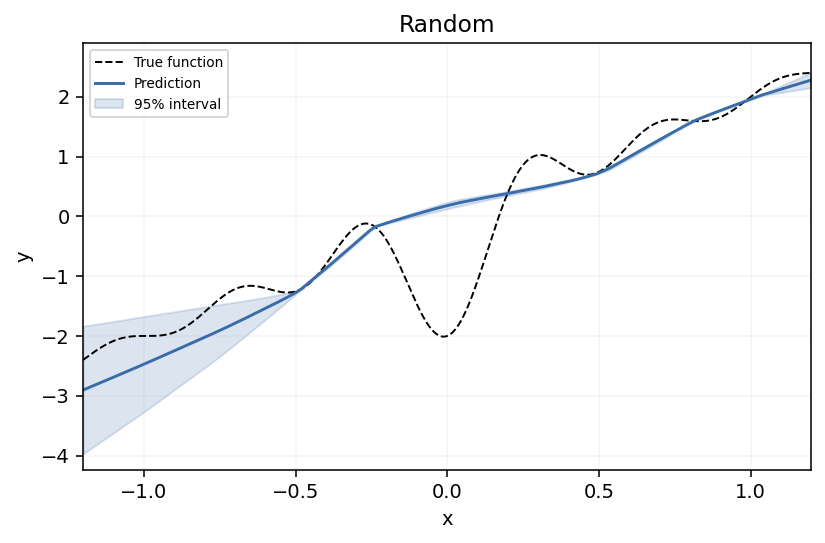 Random
True function
Prediction
95% interval
y
2
1
0
−1
−2
−3
−4
−1.0 −0.5 0.0 0.5 1.0
x